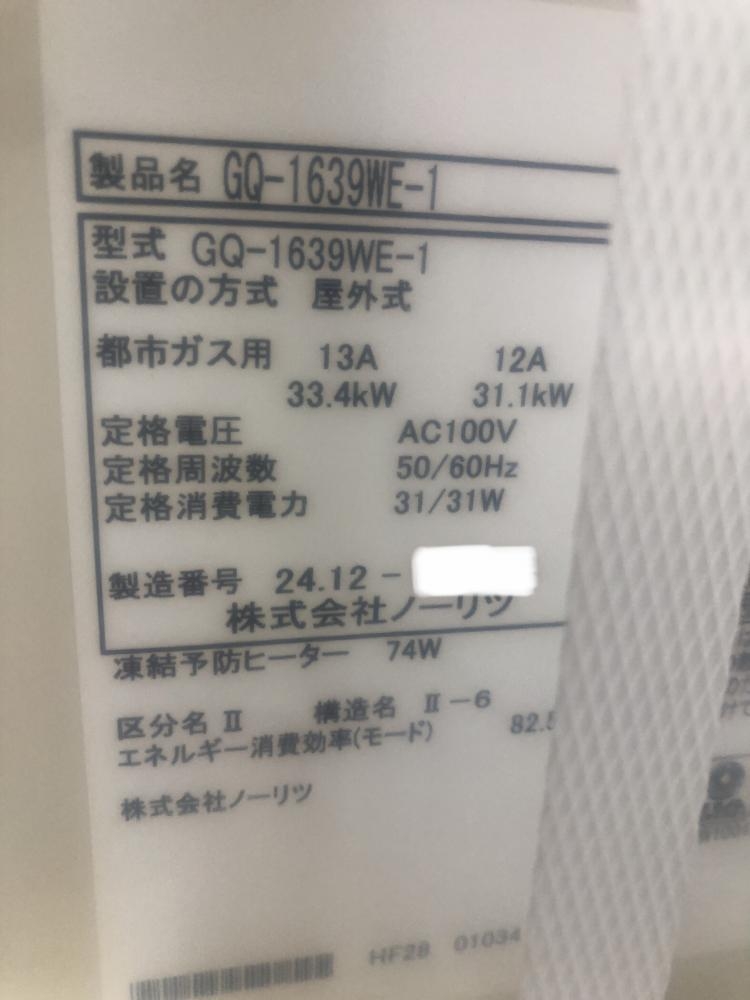 製品名 GQ-1639WE-1
型式 GQ-1639WE-1
設置の方式 屋外式
都市ガス用 13A 12A
33.4kW 31.1kW
定格電圧 AC100V
定格周波数 50/60Hz
定格消費電力 31/31W
製造番号 24.12 -
株式会社ノーリツ
凍結予防ヒーター 74W
区分名 Ⅱ 構造名 Ⅱ-6
エネルギー消費効率(モード) 82.5
株式会社ノーリツ
HF28 01034